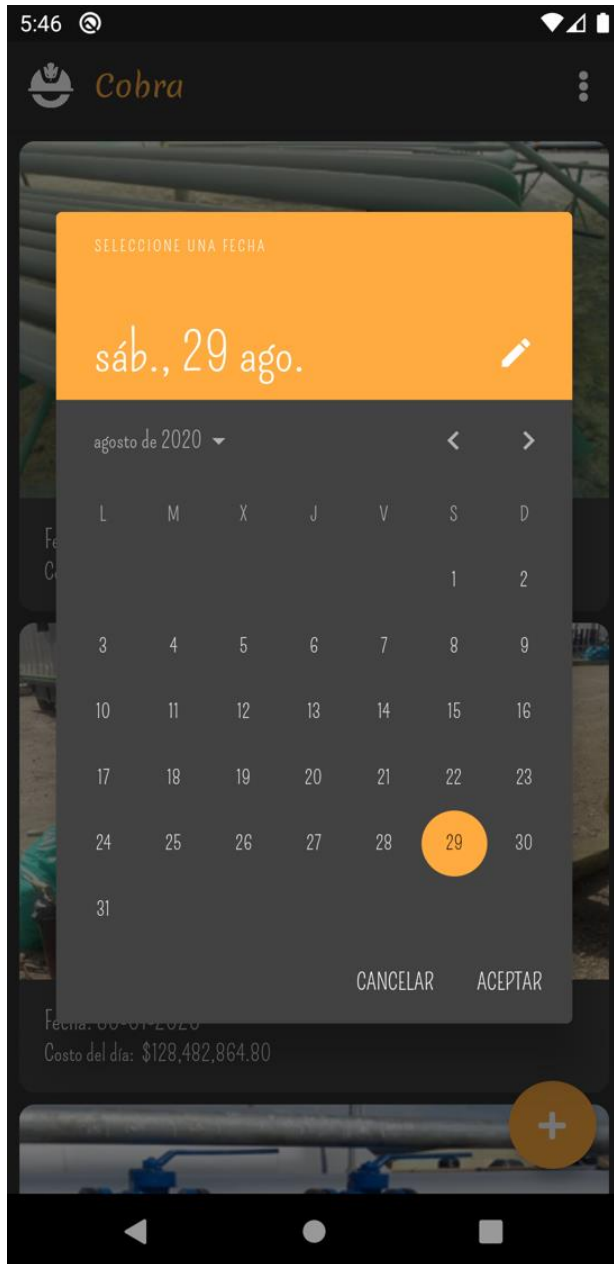 5:46
Cobra
SELECCIONE UNA FECHA
sáb., 29 ago.
agosto de 2020
L M X J V S D
1 2
3 4 5 6 7 8 9
10 11 12 13 14 15 16
17 18 19 20 21 22 23
24 25 26 27 28 29 30
31
CANCELAR ACEPTAR
Costo del día: $128,482,864.80